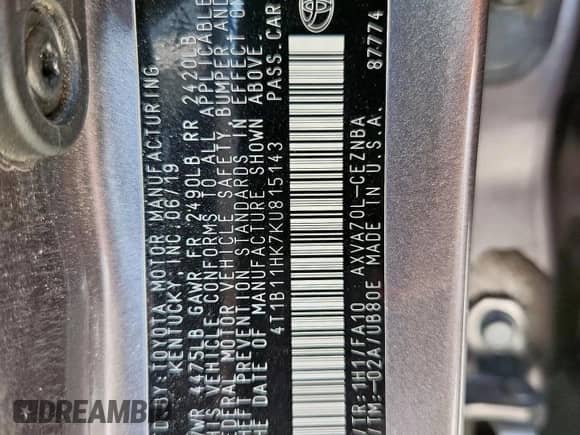 TOYOTA MOTOR MANUFACTURING,
KENTUCKY, INC. 06/19
GVWR 4475LB GAWR FR 2490LB RR 2420LB
THIS VEHICLE CONFORMS TO ALL APPLICABLE
FEDERAL MOTOR VEHICLE SAFETY, BUMPER AND
THEFT PREVENTION STANDARDS IN EFFECT ON
THE DATE OF MANUFACTURE SHOWN ABOVE.
4T1B11HK7KU815143 PASS. CAR
/TR:1H1/FA10 AXVA70L-CEZNBA
/TM:-02A/UB80E MADE IN U.S.A. 87774
DREAMBID